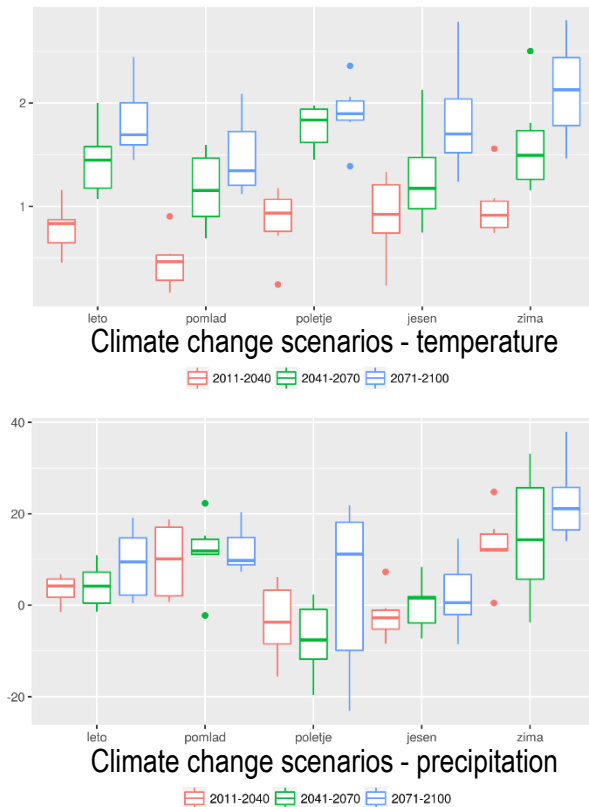 2
1
leto pomlad poletje jesen zima
Climate change scenarios - temperature
2011-2040 2041-2070 2071-2100
40
20
0
-20
leto pomlad poletje jesen zima
Climate change scenarios - precipitation
2011-2040 2041-2070 2071-2100